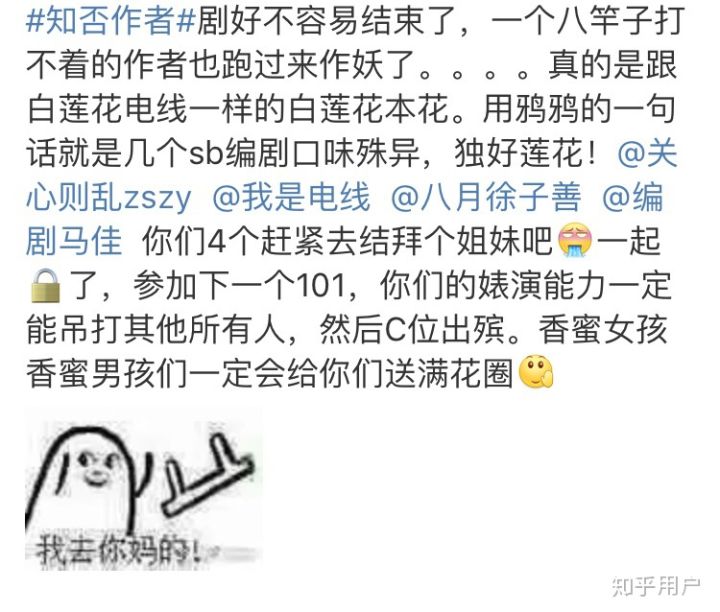 #知否作者#剧好不容易结束了，一个八竿子打
不着的作者也跑过来作妖了。。。。真的是跟
白莲花电线一样的白莲花本花。用鸦鸦的一句
话就是几个sb编剧口味殊异，独好莲花！@关
心则乱zszy @我是电线 @八月徐子善 @编
剧马佳 你们4个赶紧去结拜个姐妹吧🤮一起
🔒了，参加下一个101，你们的婊演能力一定
能吊打其他所有人，然后C位出殡。香蜜女孩
香蜜男孩们一定会给你们送满花圈
我去你妈的！
知乎用户